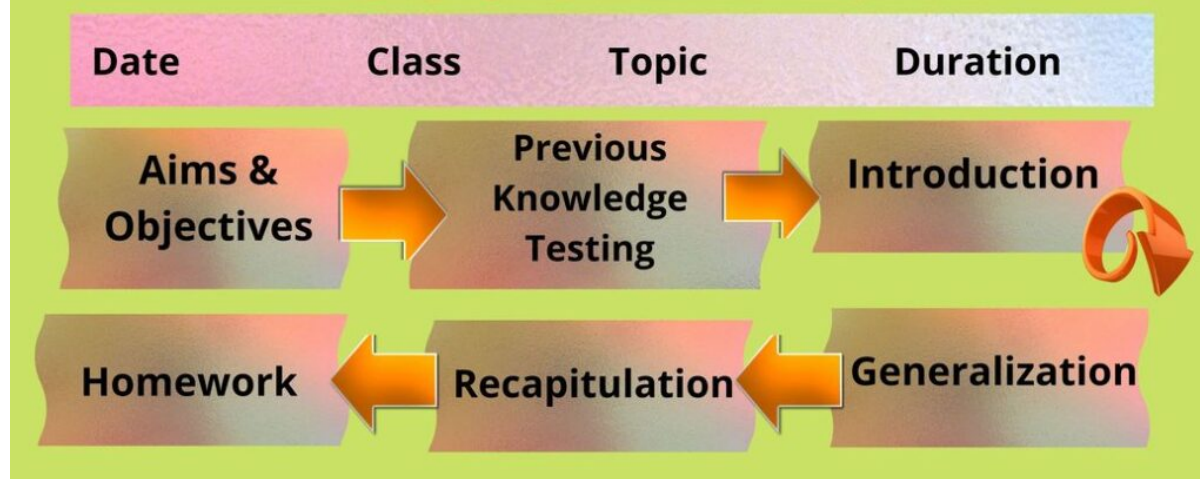 Date Class Topic Duration
Aims &
Objectives
Previous
Knowledge
Testing
Introduction
Generalization
Recapitulation
Homework